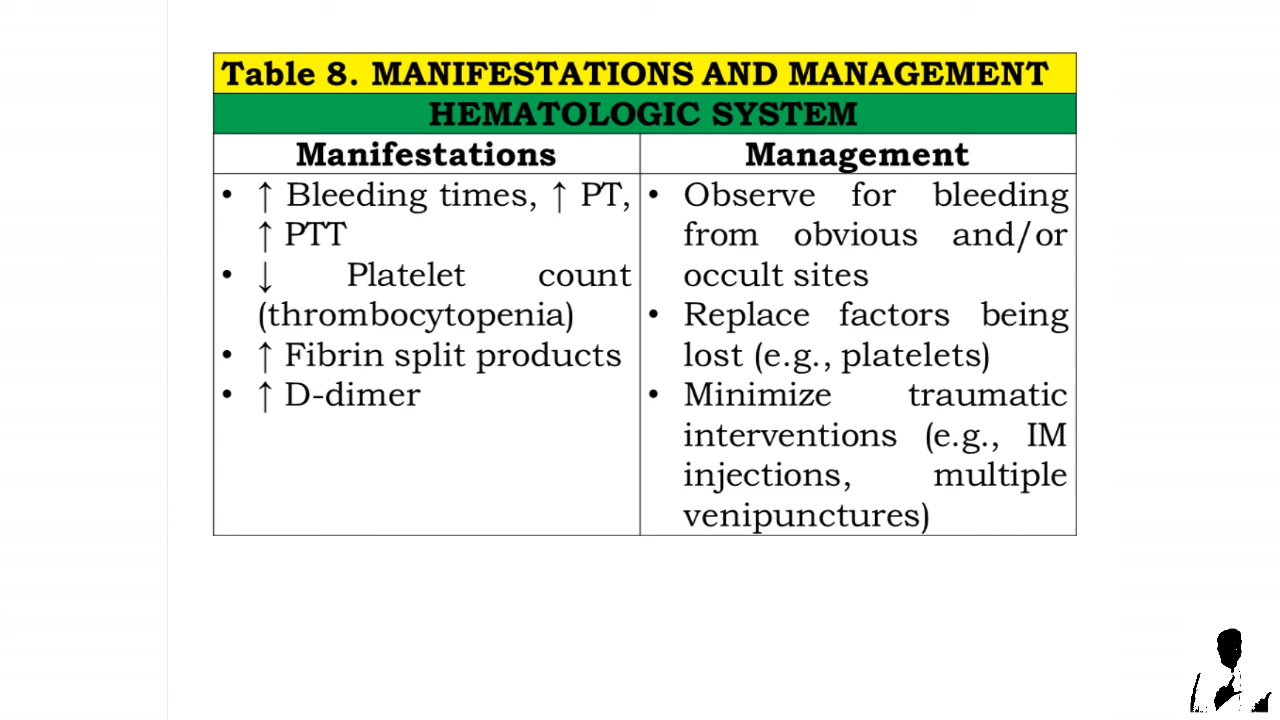 Table 8. MANIFESTATIONS AND MANAGEMENT
HEMATOLOGIC SYSTEM
Manifestations
• ↑ Bleeding times, ↑ PT,
↑ PTT
• ↓ Platelet count
(thrombocytopenia)
• ↑ Fibrin split products
• ↑ D-dimer
Management
• Observe for bleeding
from obvious and/or
occult sites
• Replace factors being
lost (e.g., platelets)
• Minimize traumatic
interventions (e.g., IM
injections, multiple
venipunctures)